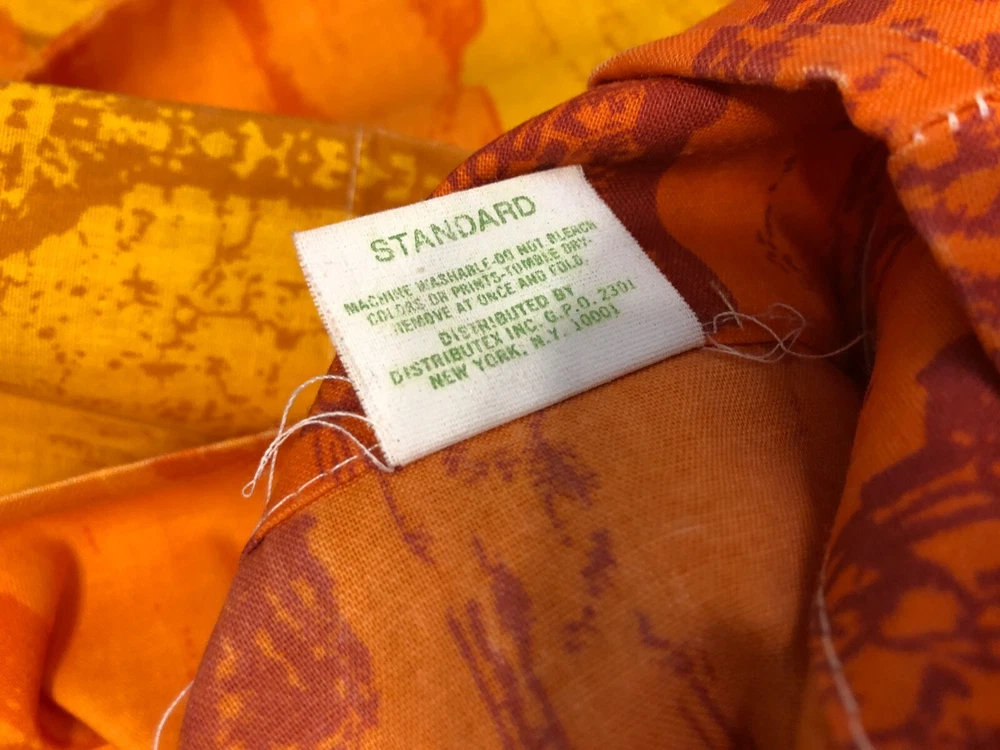 STANDARD
MACHINE WASHABLE-DO NOT BLEACH
COLORS OR PRINTS-TUMBLE DRY-
REMOVE AT ONCE AND FOLD.
DISTRIBUTED BY
DISTRIBUTEX INC. G.P.O. 2301
NEW YORK, N.Y. 10001